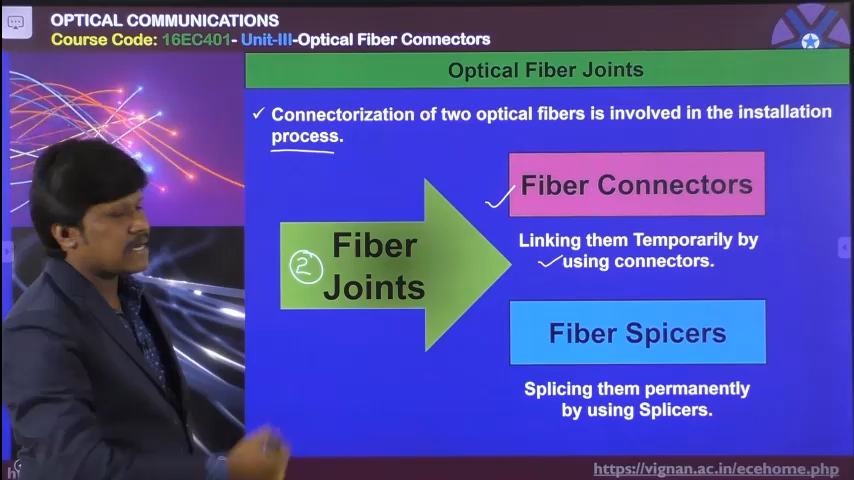 OPTICAL COMMUNICATIONS
Course Code: 16EC401- Unit-III-Optical Fiber Connectors
Optical Fiber Joints
✓ Connectorization of two optical fibers is involved in the installation
process.
2
Fiber
Joints
Fiber Connectors
Linking them Temporarily by
using connectors.
Fiber Spicers
Splicing them permanently
by using Splicers.
https://vignan.ac.in/ecehome.php